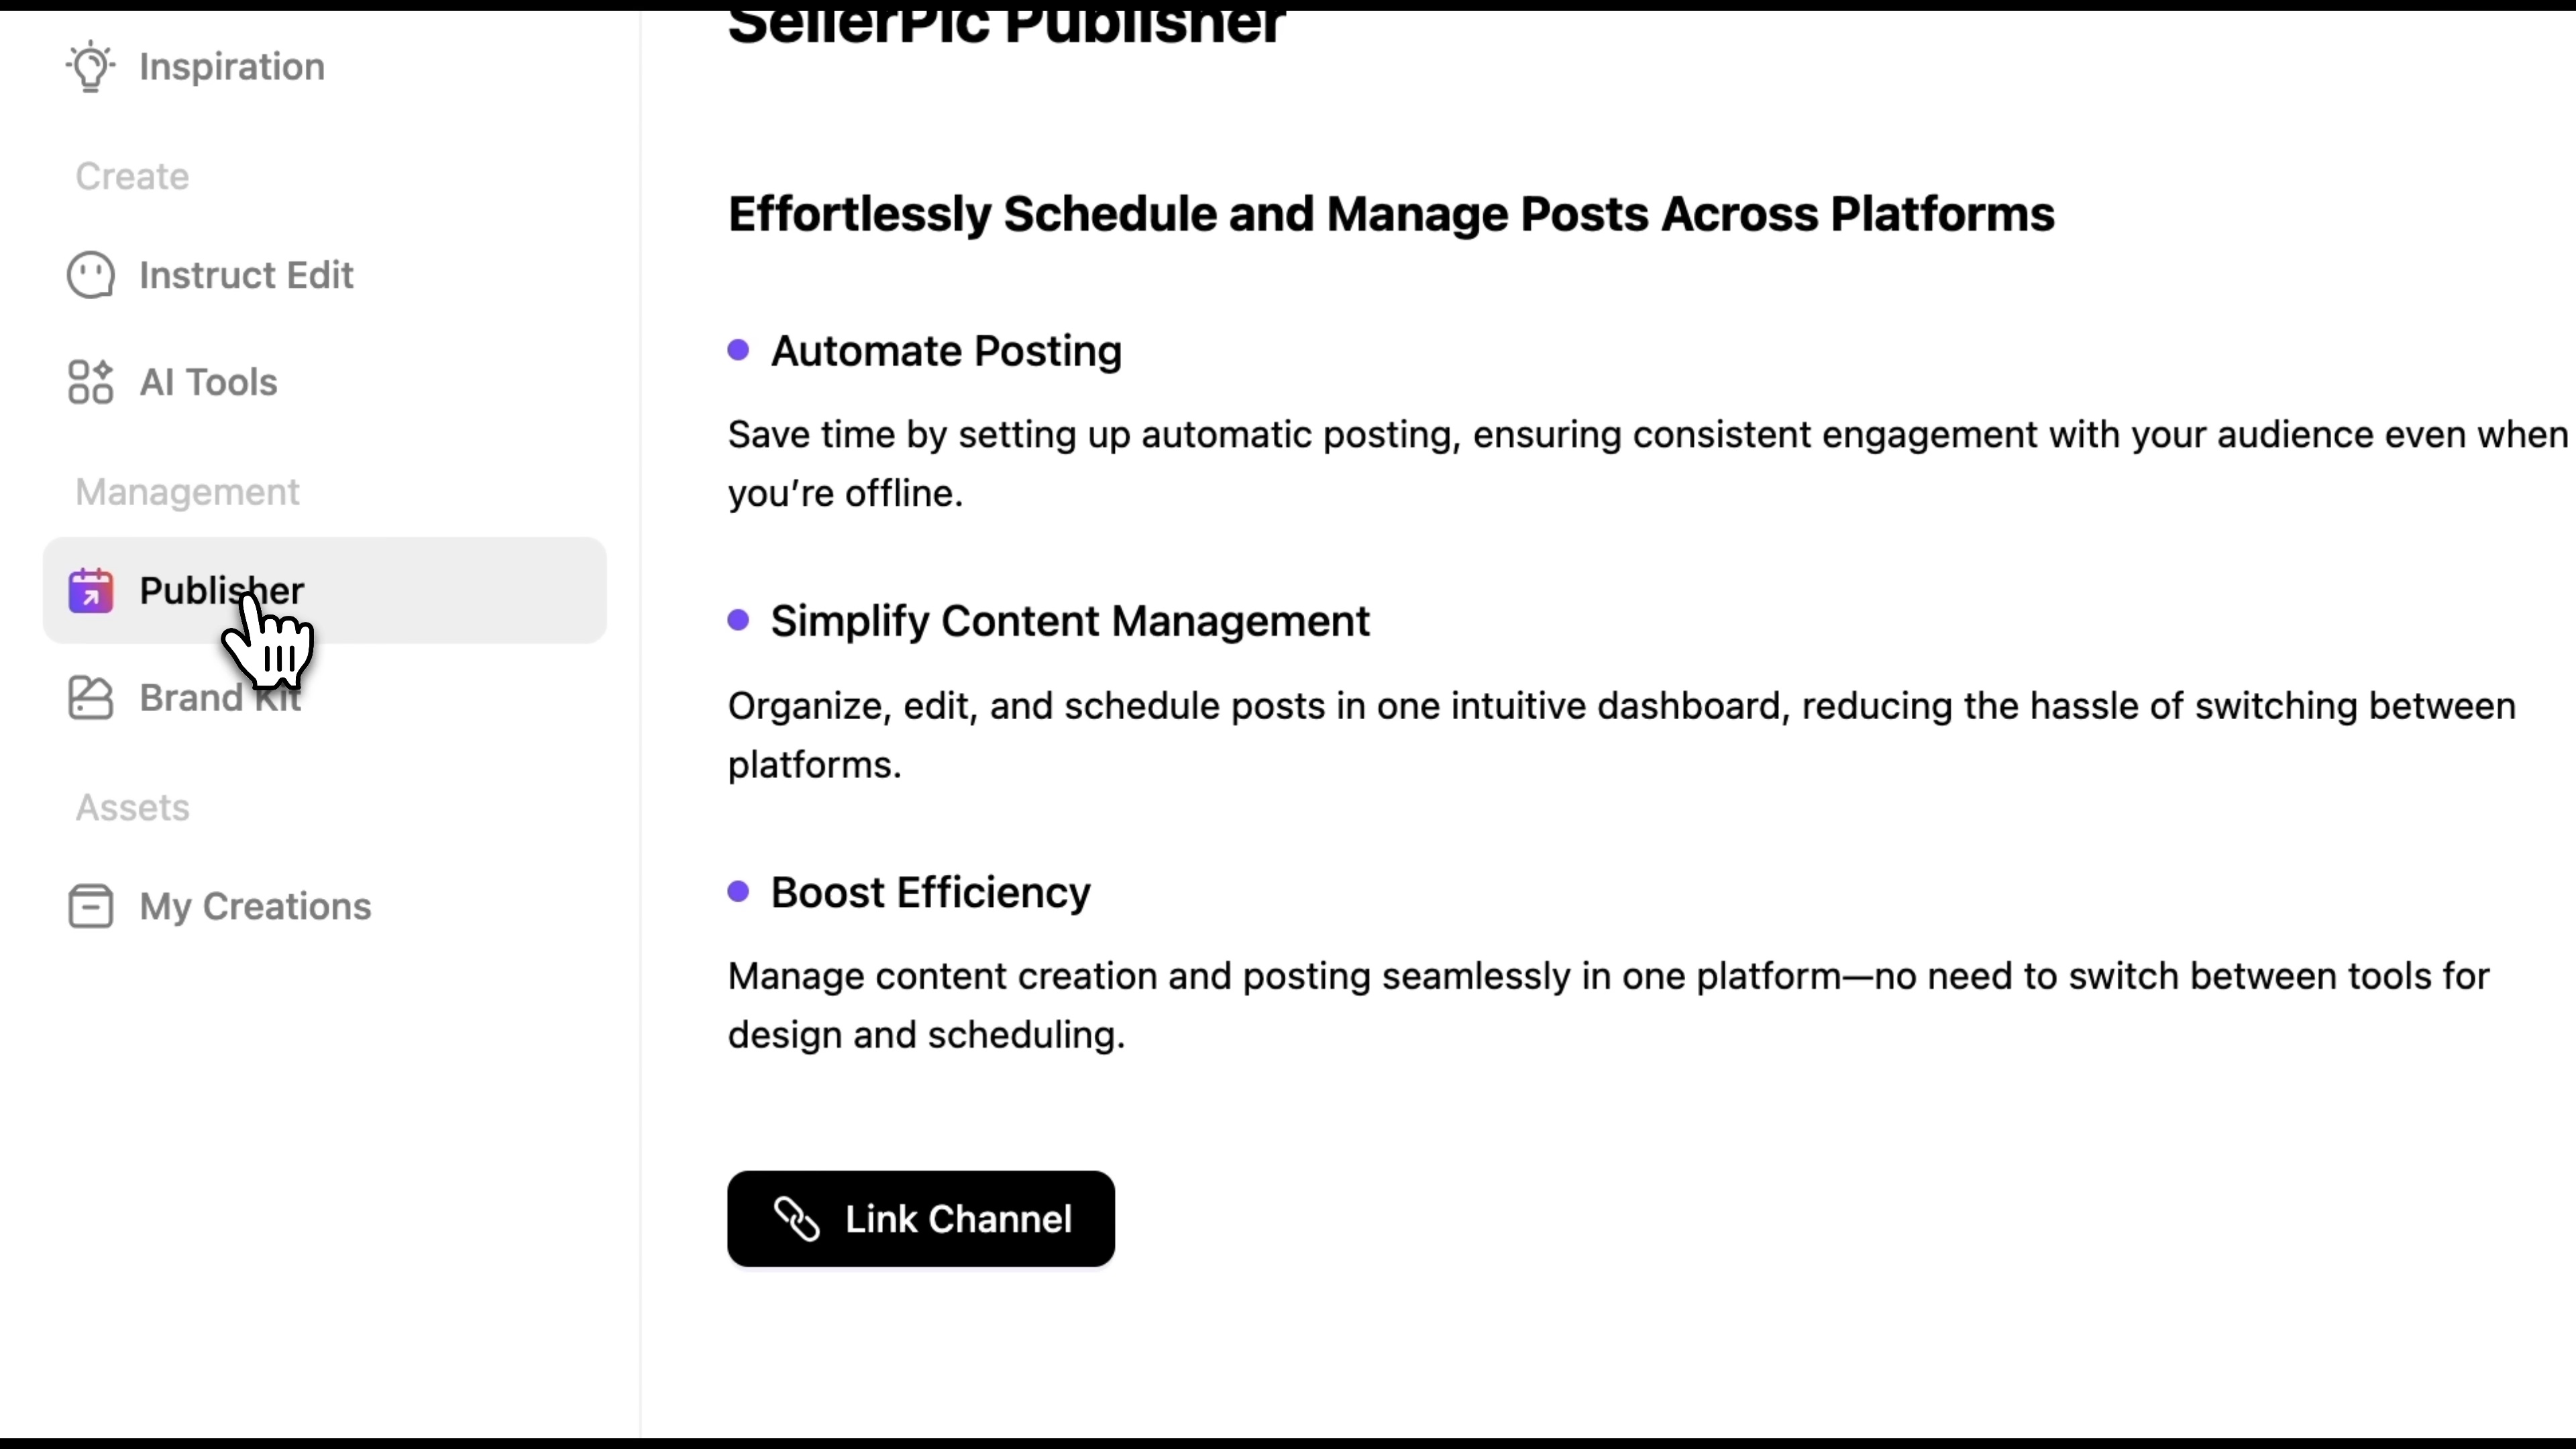 Inspiration
Create
Instruct Edit
AI Tools
Management
Publisher
Brand Kit
Assets
My Creations
SellerPic Publisher
Effortlessly Schedule and Manage Posts Across Platforms
Automate Posting
Save time by setting up automatic posting, ensuring consistent engagement with your audience even when
you’re offline.
Simplify Content Management
Organize, edit, and schedule posts in one intuitive dashboard, reducing the hassle of switching between
platforms.
Boost Efficiency
Manage content creation and posting seamlessly in one platform—no need to switch between tools for
design and scheduling.
Link Channel